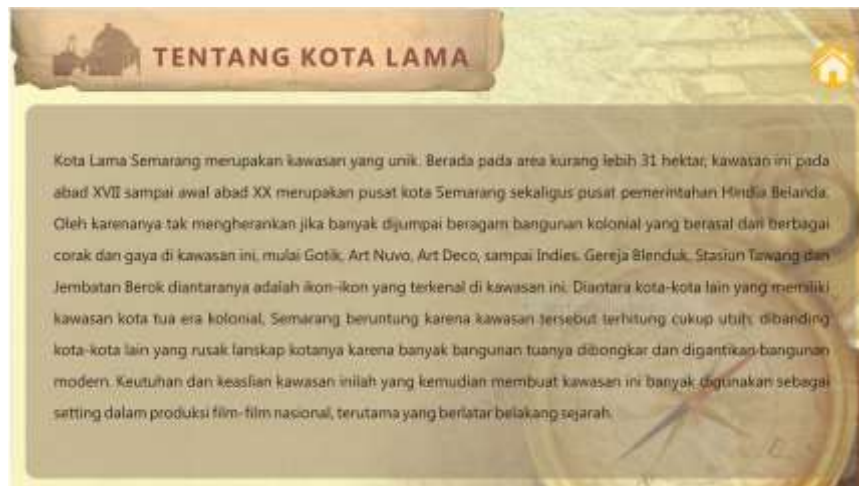 TENTANG KOTA LAMA
Kota Lama Semarang merupakan kawasan yang unik. Berada pada area kurang lebih 31 hektar, kawasan ini pada
abad XVII sampai awal abad XX merupakan pusat kota Semarang sekaligus pusat pemerintahan Hindia Belanda.
Oleh karenanya tak mengherankan jika banyak dijumpai beragam bangunan kolonial yang berasal dari berbagai
corak dan gaya di kawasan ini, mulai Gotik, Art Nuvo, Art Deco, sampai Indies. Gereja Blenduk, Stasiun Tawang dan
Jembatan Berok diantaranya adalah ikon-ikon yang terkenal di kawasan ini. Diantara kota-kota lain yang memiliki
kawasan kota tua era kolonial, Semarang beruntung karena kawasan tersebut terhitung cukup utuh, dibanding
kota-kota lain yang rusak lanskap kotanya karena banyak bangunan tuanya dibongkar dan digantikan bangunan
modern. Keutuhan dan keaslian kawasan inilah yang kemudian membuat kawasan ini banyak digunakan sebagai
setting dalam produksi film-film nasional, terutama yang berlatar belakang sejarah.